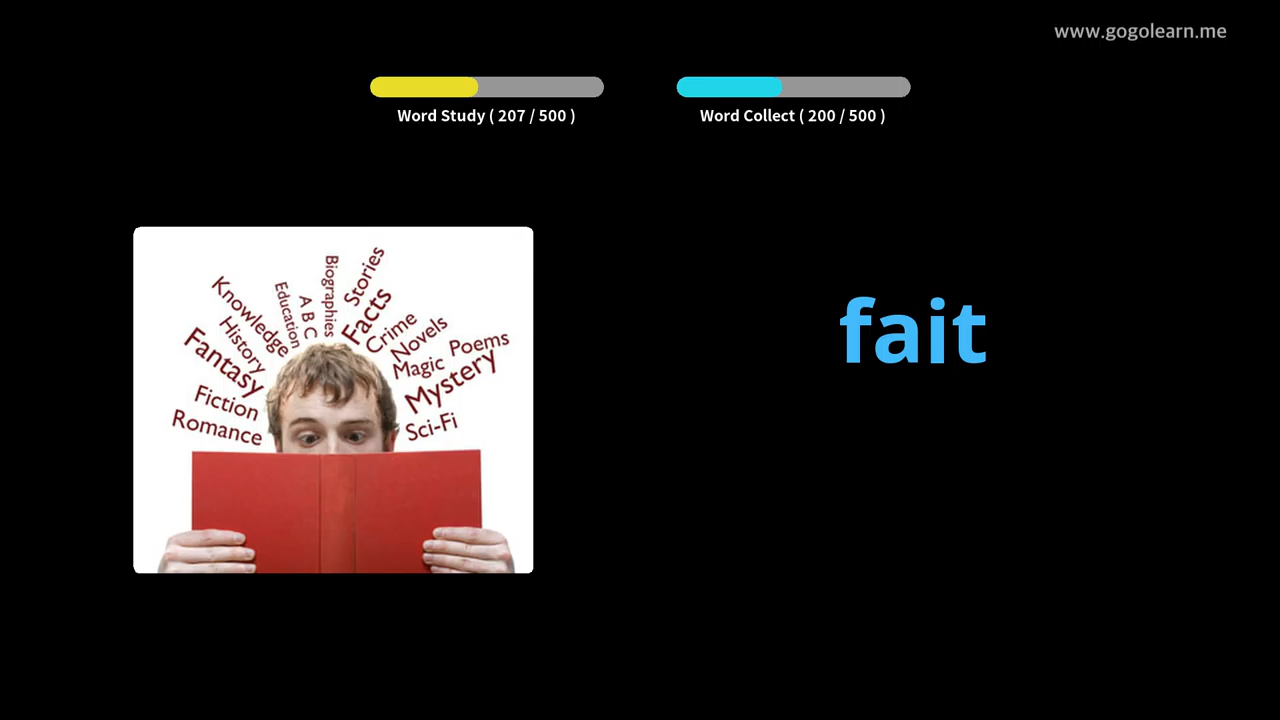 www.gogolearn.me
Word Study ( 207 / 500 )
Word Collect ( 200 / 500 )
Stories
Biographies
Facts
A B C
Education
Knowledge
Crime
Novels
History
Poems
Magic
Fantasy
Mystery
Fiction
Sci-Fi
Romance
fait